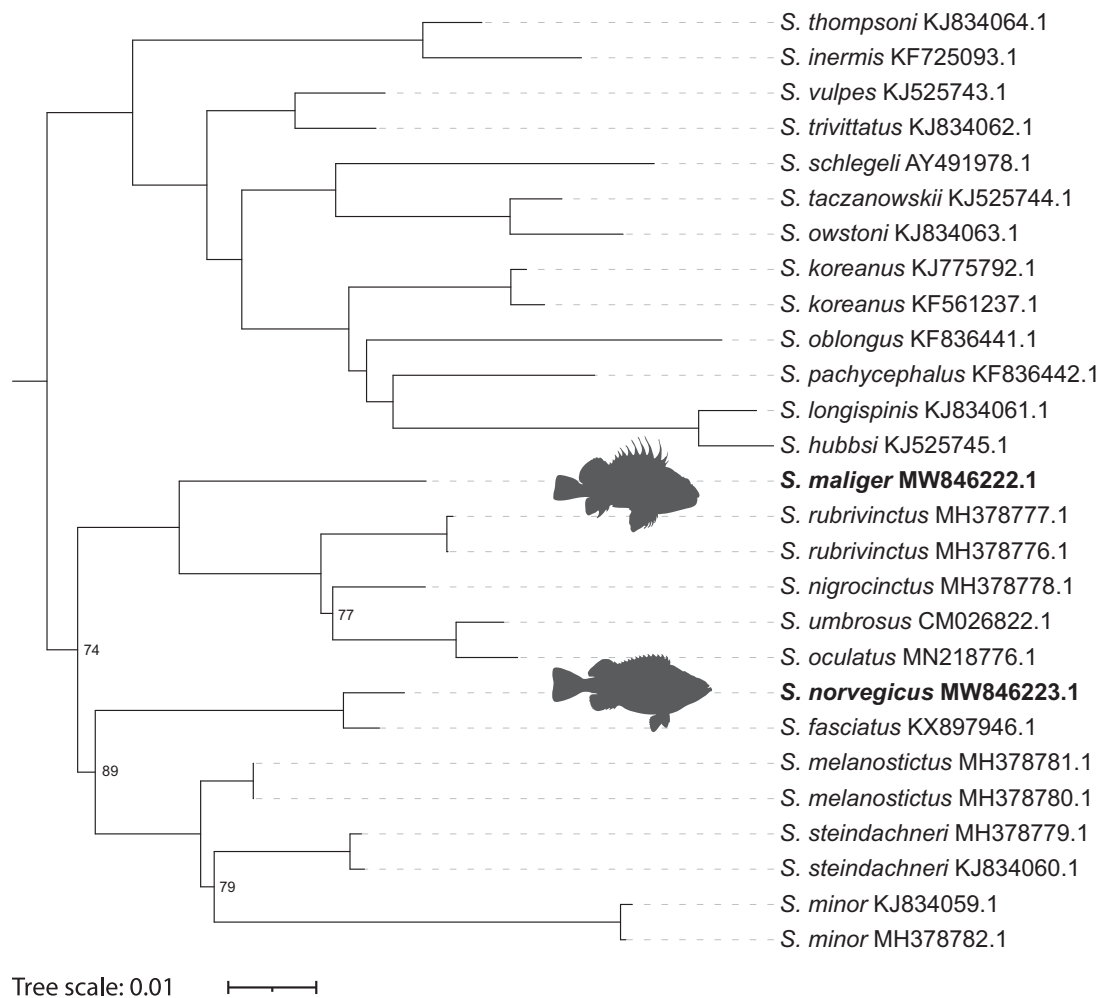 S. thompsoni KJ834064.1
S. inermis KF725093.1
S. vulpes KJ525743.1
S. trivittatus KJ834062.1
S. schlegeli AY491978.1
S. taczanowskii KJ525744.1
S. owstoni KJ834063.1
S. koreanus KJ775792.1
S. koreanus KF561237.1
S. oblongus KF836441.1
S. pachycephalus KF836442.1
S. longispinis KJ834061.1
S. hubbsi KJ525745.1
S. maliger MW846222.1
S. rubrivinctus MH378777.1
S. rubrivinctus MH378776.1
S. nigrocinctus MH378778.1
77
S. umbrosus CM026822.1
74
S. oculatus MN218776.1
S. norvegicus MW846223.1
S. fasciatus KX897946.1
S. melanostictus MH378781.1
89
S. melanostictus MH378780.1
S. steindachneri MH378779.1
S. steindachneri KJ834060.1
79
S. minor KJ834059.1
S. minor MH378782.1
Tree scale: 0.01